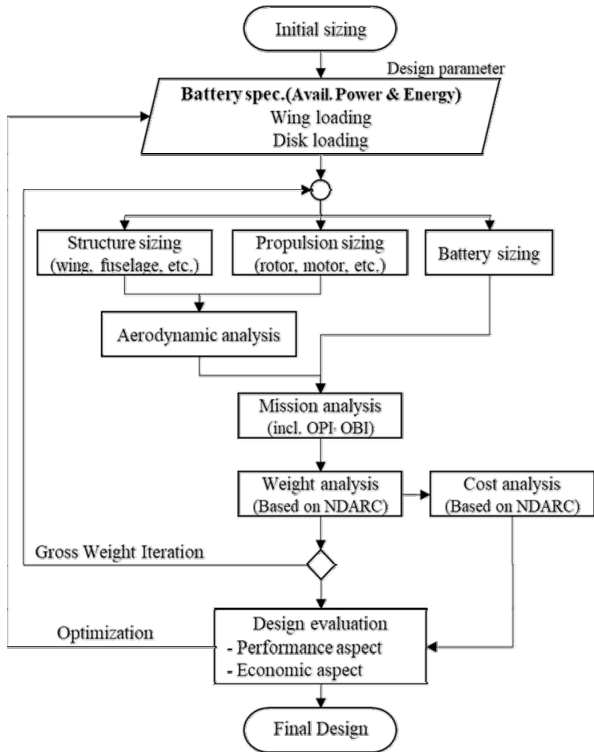 Initial sizing
Design parameter
Battery spec.(Avail. Power & Energy)
Wing loading
Disk loading
Structure sizing
(wing, fuselage, etc.)
Propulsion sizing
(rotor, motor, etc.)
Battery sizing
Aerodynamic analysis
Mission analysis
(incl. OPI· OBI)
Weight analysis
(Based on NDARC)
Cost analysis
(Based on NDARC)
Gross Weight Iteration
Optimization
Design evaluation
- Performance aspect
- Economic aspect
Final Design